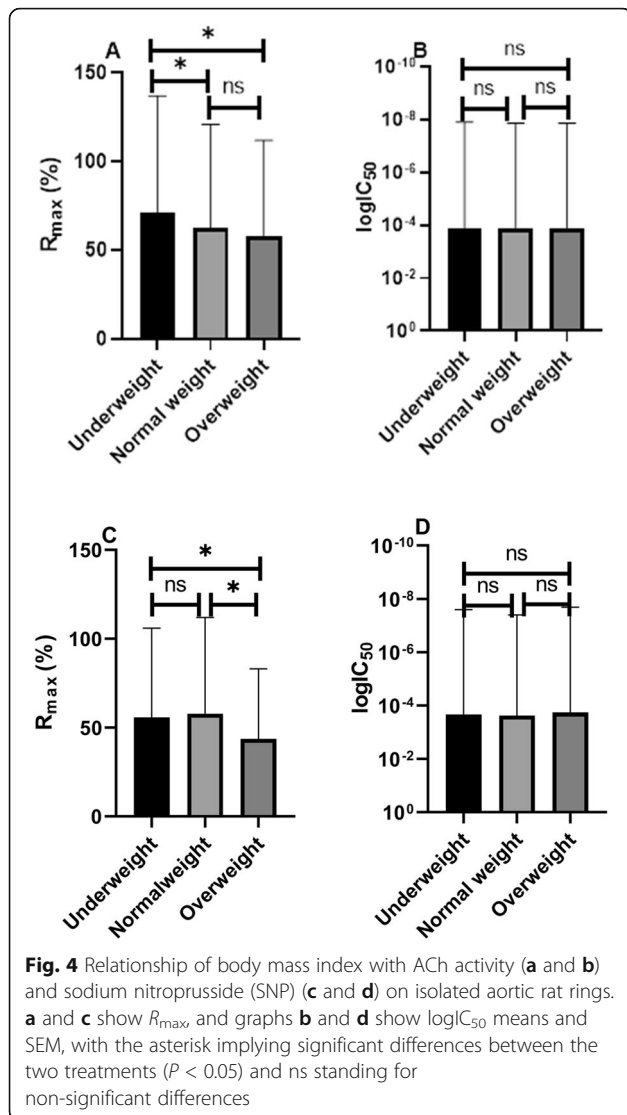 A
*
*
ns
150
100
50
0
R_max (%)
Underweight
Normal weight
Overweight
B
ns
ns
ns
10⁻¹⁰
10⁻⁸
10⁻⁶
10⁻⁴
10⁻²
10⁰
logIC₅₀
Underweight
Normal weight
Overweight
C
*
ns
*
150
100
50
0
R_max (%)
Underweight
Normalweight
Overweight
D
ns
ns
ns
10⁻¹⁰
10⁻⁸
10⁻⁶
10⁻⁴
10⁻²
10⁰
logIC₅₀
Underweight
Normal weight
Overweight
Fig. 4 Relationship of body mass index with ACh activity (a and b)
and sodium nitroprusside (SNP) (c and d) on isolated aortic rat rings.
a and c show R_max, and graphs b and d show logIC₅₀ means and
SEM, with the asterisk implying significant differences between the
two treatments (P < 0.05) and ns standing for
non-significant differences